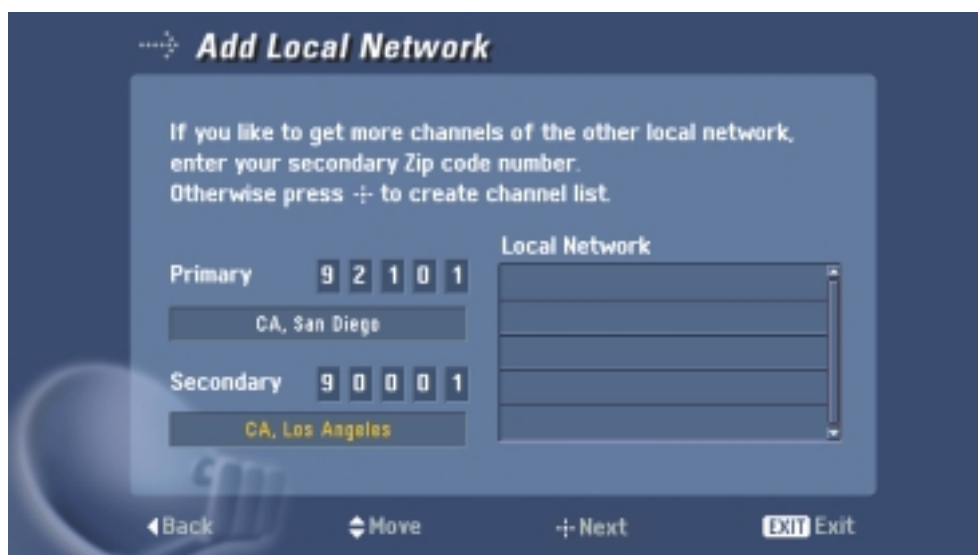 Add Local Network
If you like to get more channels of the other local network,
enter your secondary Zip code number.
Otherwise press to create channel list.
Local Network
Primary 9 2 1 0 1
CA, San Diego
Secondary 9 0 0 0 1
CA, Los Angeles
Back Move Next EXIT Exit